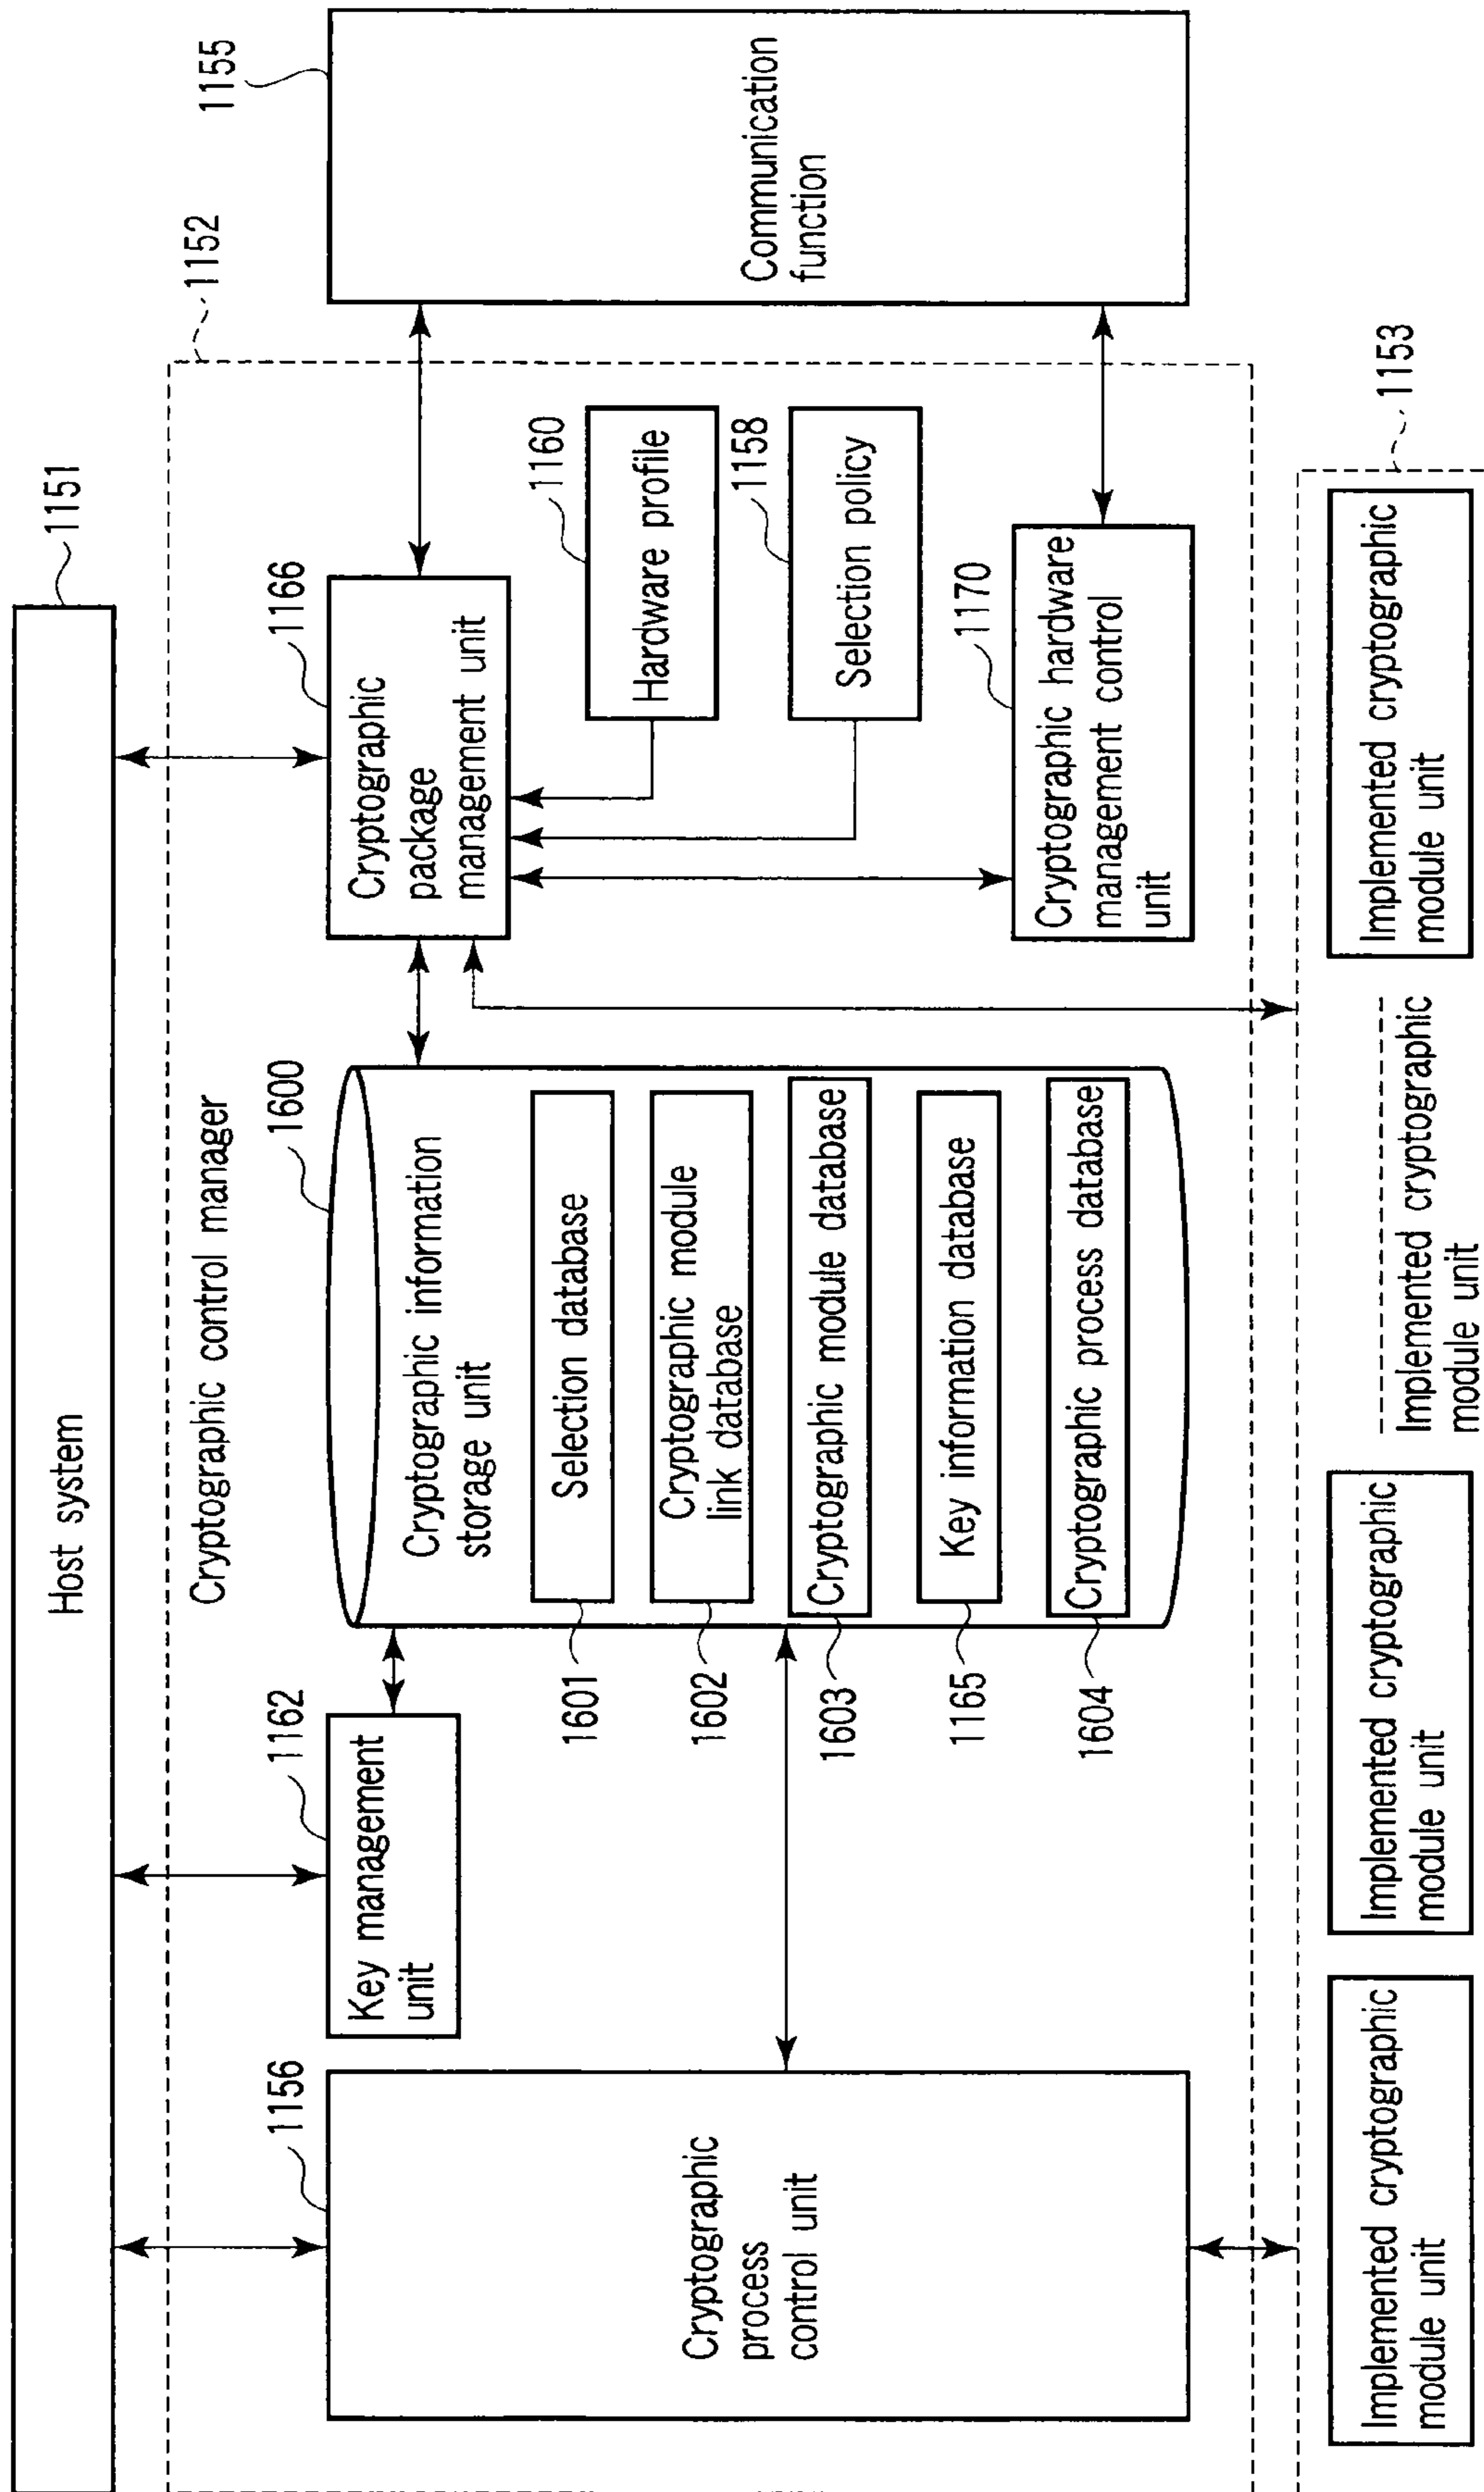 Host system
1151
Cryptographic control manager
1152
1156
Cryptographic
process
control unit
1162
Key management
unit
1600
Cryptographic information
storage unit
1601
Selection database
1602
Cryptographic module
link database
1603
Cryptographic module database
1165
Key information database
1604
Cryptographic process database
1166
Cryptographic
package
management unit
1160
Hardware profile
1158
Selection policy
1170
Cryptographic hardware
management control
unit
1155
Communication
function
1153
Implemented cryptographic
module unit
Implemented cryptographic
module unit
Implemented cryptographic
module unit
Implemented cryptographic
module unit